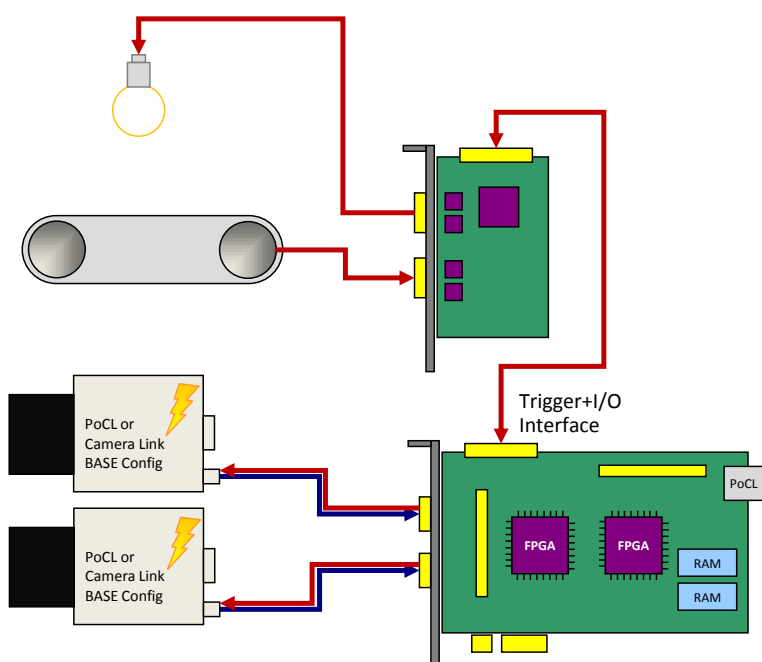 Trigger+I/O
Interface
PoCL or
Camera Link
BASE Config
PoCL
FPGA
FPGA
RAM
RAM
PoCL or
Camera Link
BASE Config